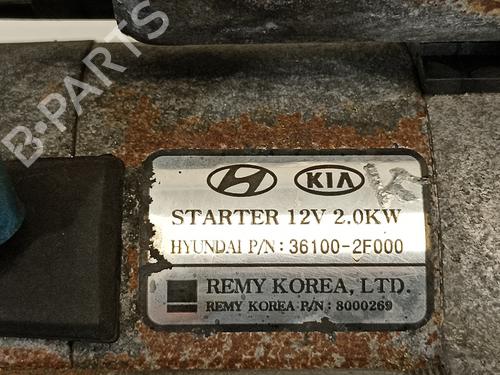 B-PARTS
KIA
K
STARTER 12V 2.0KW
HYUNDAI P/N : 36100-2F000
REMY KOREA, LTD.
REMY KOREA P/N : 8000269